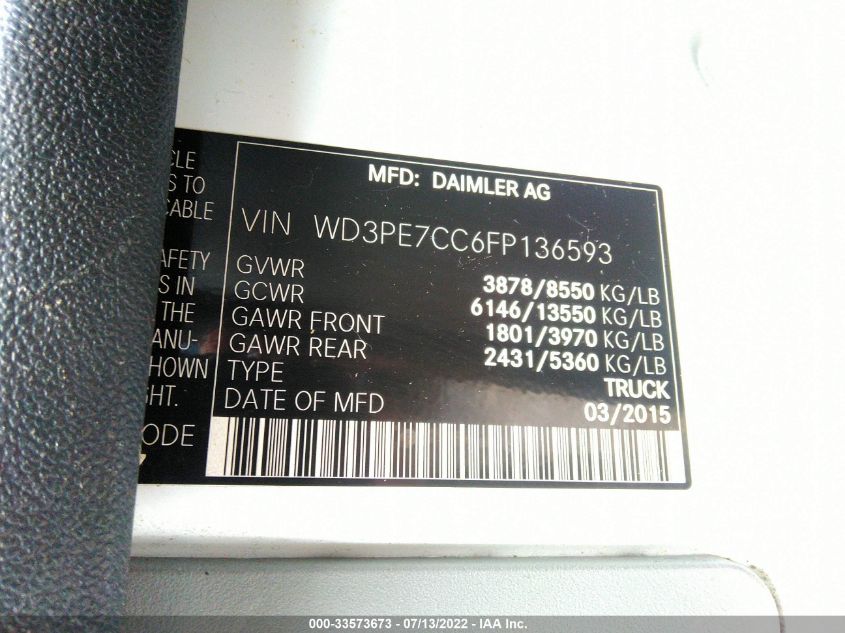 CLE
S TO
CABLE
AFETY
S IN
THE
ANU-
HOWN
GHT.
ODE
MFD: DAIMLER AG
VIN WD3PE7CC6FP136593
GVWR 3878/8550 KG/LB
GCWR 6146/13550 KG/LB
GAWR FRONT 1801/3970 KG/LB
GAWR REAR 2431/5360 KG/LB
TYPE TRUCK
DATE OF MFD 03/2015
000-33573673 / 07/13/2022 - IAA Inc.